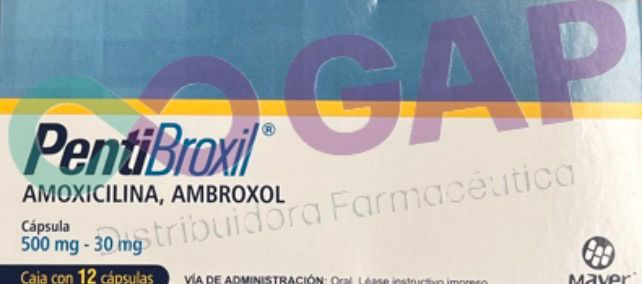 GAP
PentiBroxil®
AMOXICILINA, AMBROXOL
Distribuidora Farmacéutica
Cápsula
500 mg - 30 mg
Caja con 12 cápsulas
VÍA DE ADMINISTRACIÓN: Oral. Léase instructivo impreso
Mayer